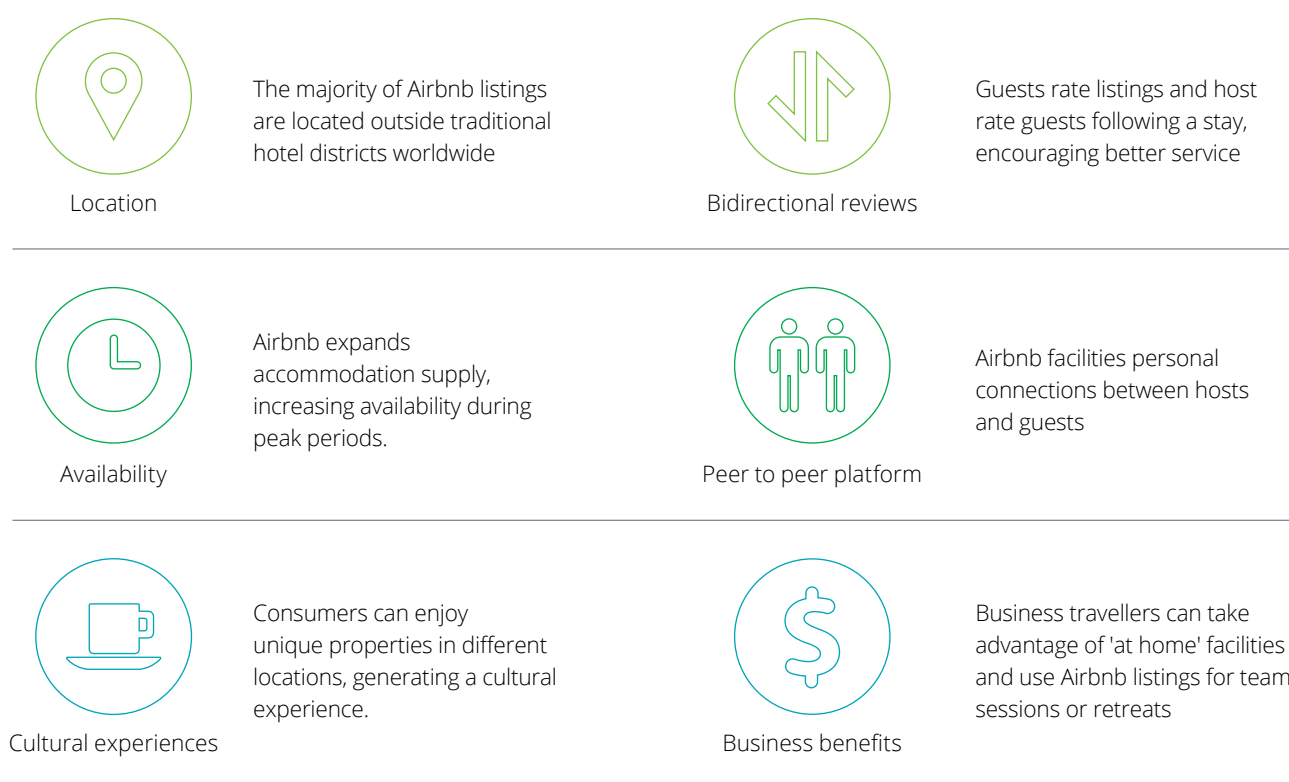 The majority of Airbnb listings
are located outside traditional
hotel districts worldwide
Location
Guests rate listings and host
rate guests following a stay,
encouraging better service
Bidirectional reviews
Airbnb expands
accommodation supply,
increasing availability during
peak periods.
Availability
Airbnb facilities personal
connections between hosts
and guests
Peer to peer platform
Consumers can enjoy
unique properties in different
locations, generating a cultural
experience.
Cultural experiences
$
Business travellers can take
advantage of 'at home' facilities
and use Airbnb listings for team
sessions or retreats
Business benefits